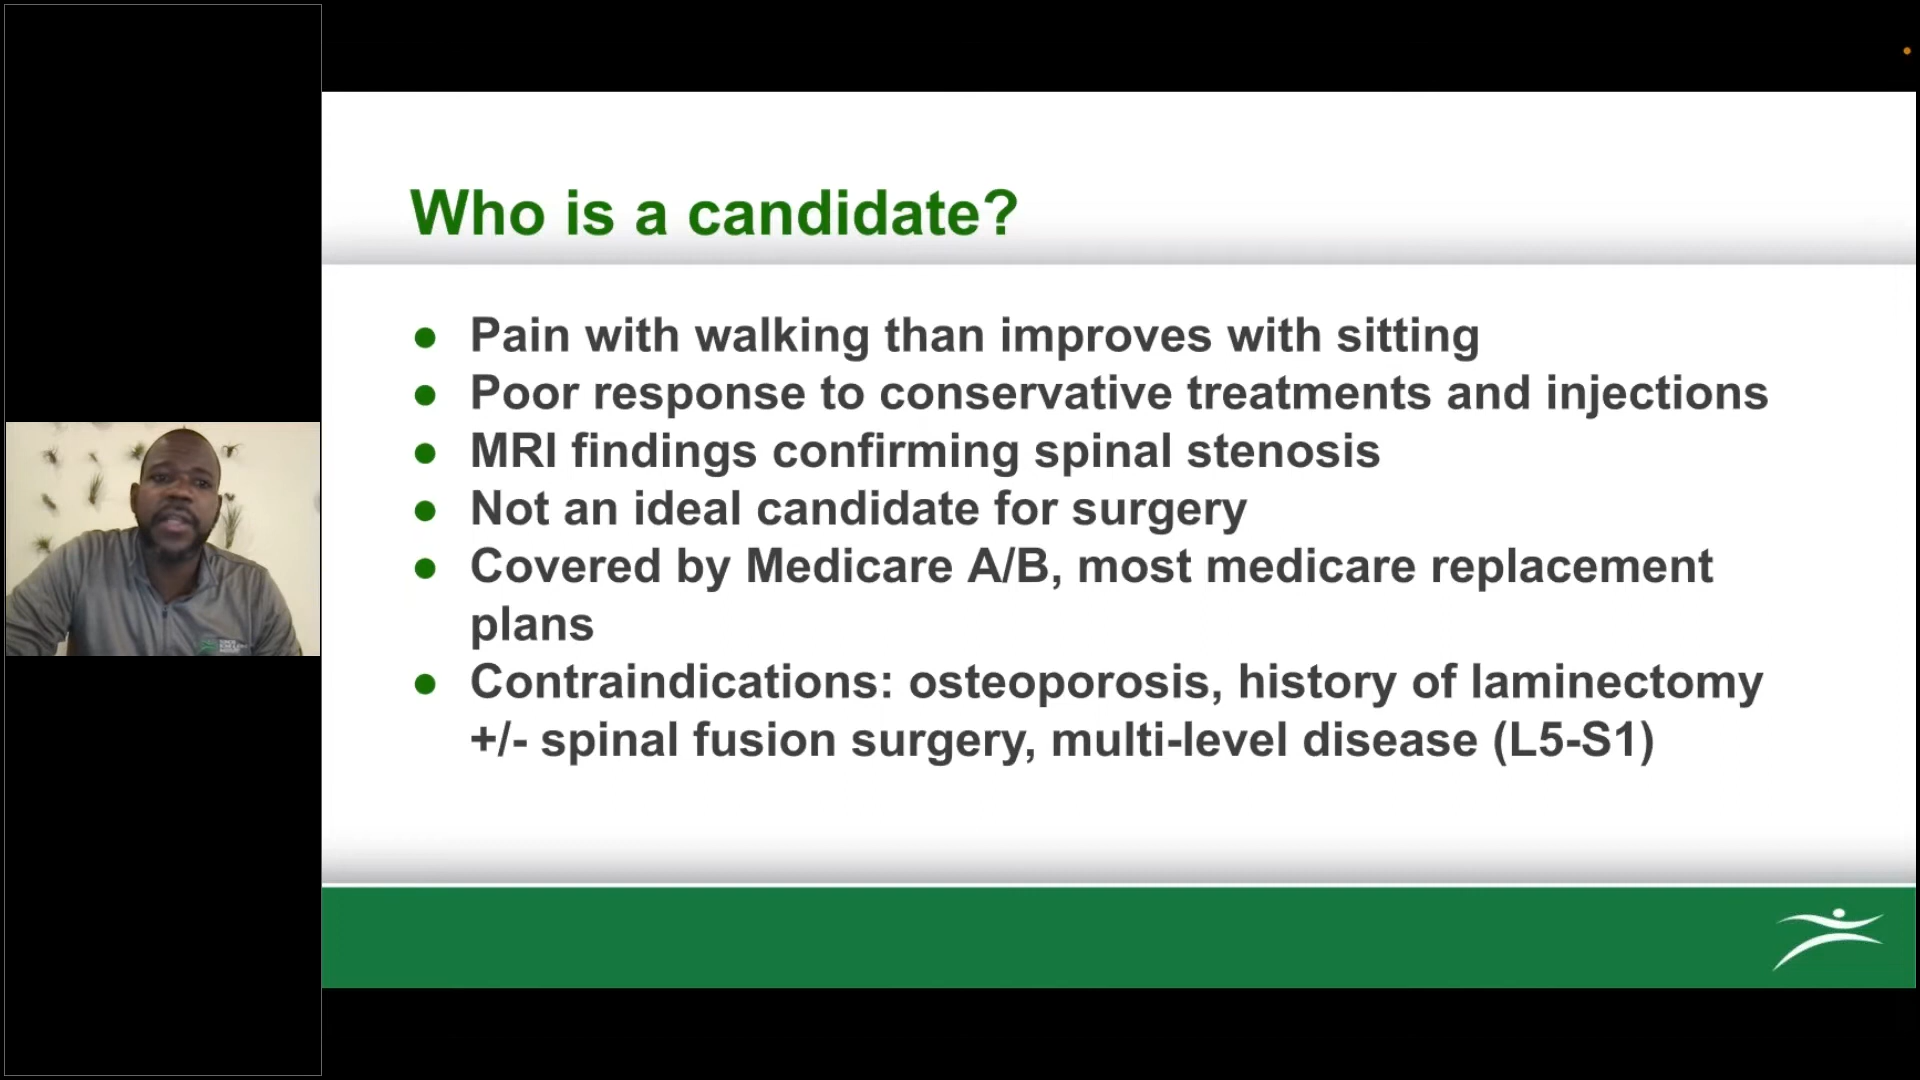 Who is a candidate?
● Pain with walking than improves with sitting
● Poor response to conservative treatments and injections
● MRI findings confirming spinal stenosis
● Not an ideal candidate for surgery
● Covered by Medicare A/B, most medicare replacement
plans
● Contraindications: osteoporosis, history of laminectomy
+/- spinal fusion surgery, multi-level disease (L5-S1)